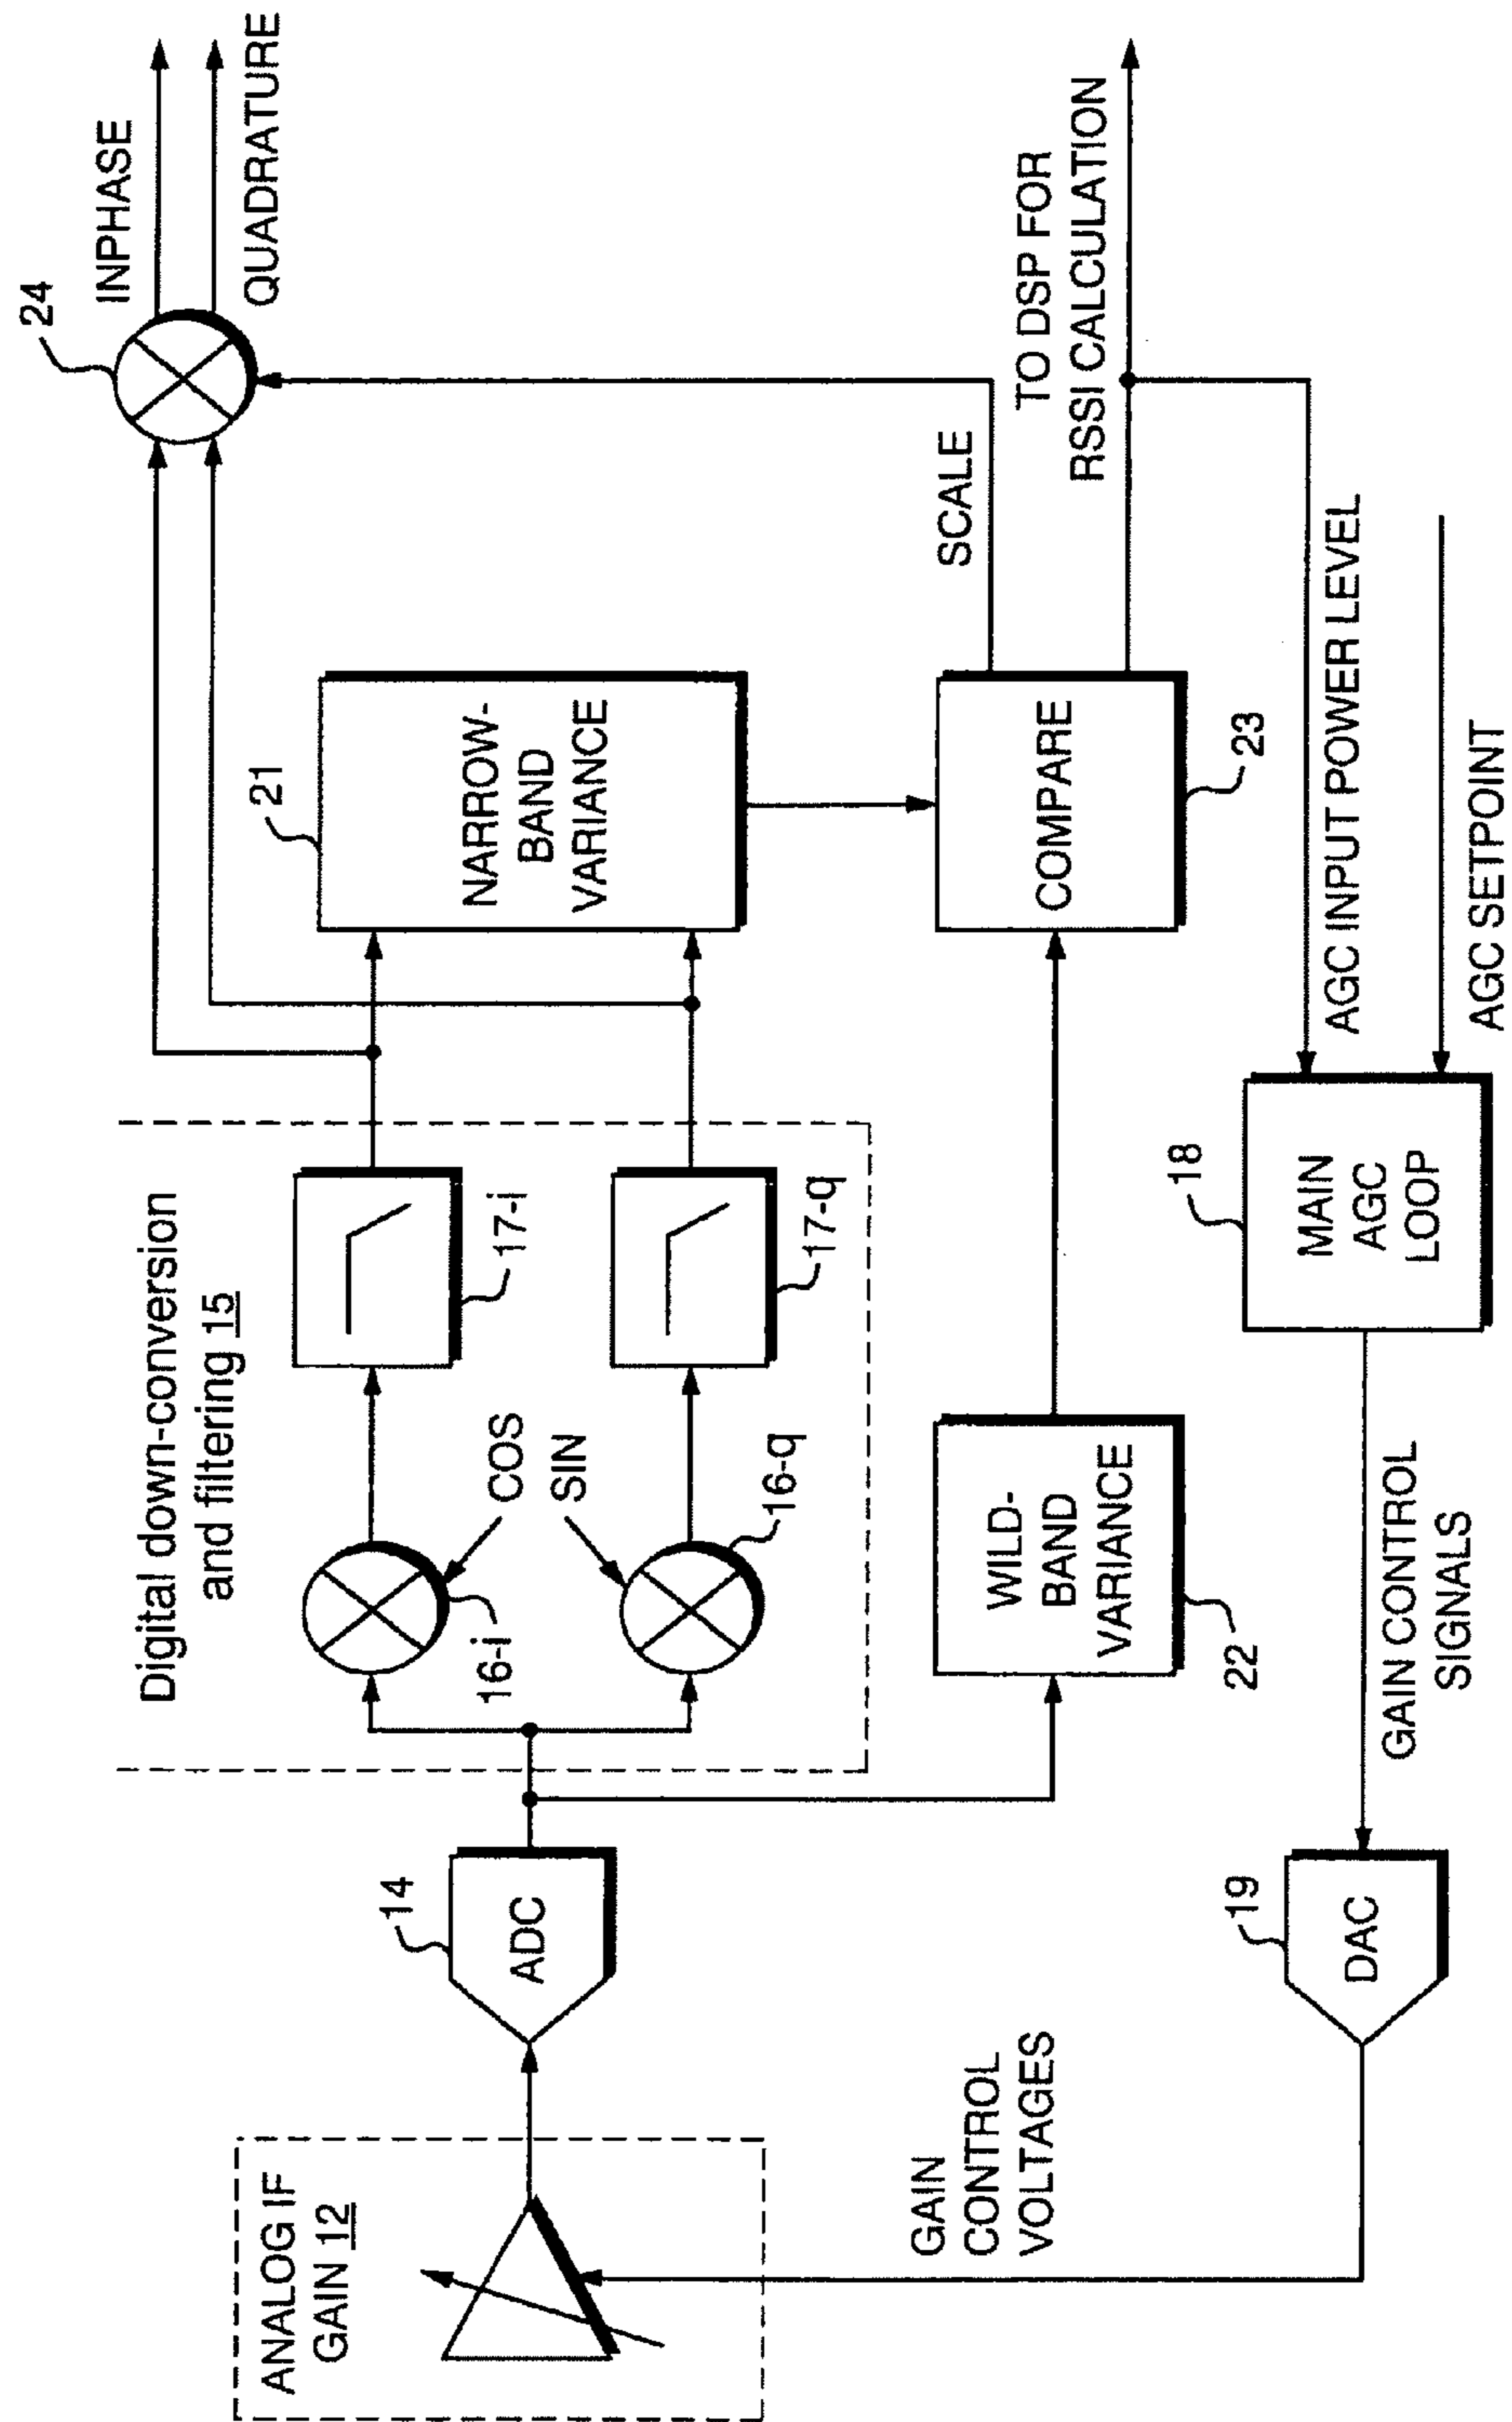 ANALOG IF
GAIN 12
14
ADC
Digital down-conversion
and filtering 15
16-i
COS
SIN
16-q
17-i
17-q
21
NARROW-
BAND
VARIANCE
24
INPHASE
QUADRATURE
22
WILD-
BAND
VARIANCE
COMPARE
23
SCALE
TO DSP FOR
RSSI CALCULATION
GAIN
CONTROL
VOLTAGES
19
DAC
GAIN CONTROL
SIGNALS
18
MAIN
AGC
LOOP
AGC INPUT POWER LEVEL
AGC SETPOINT